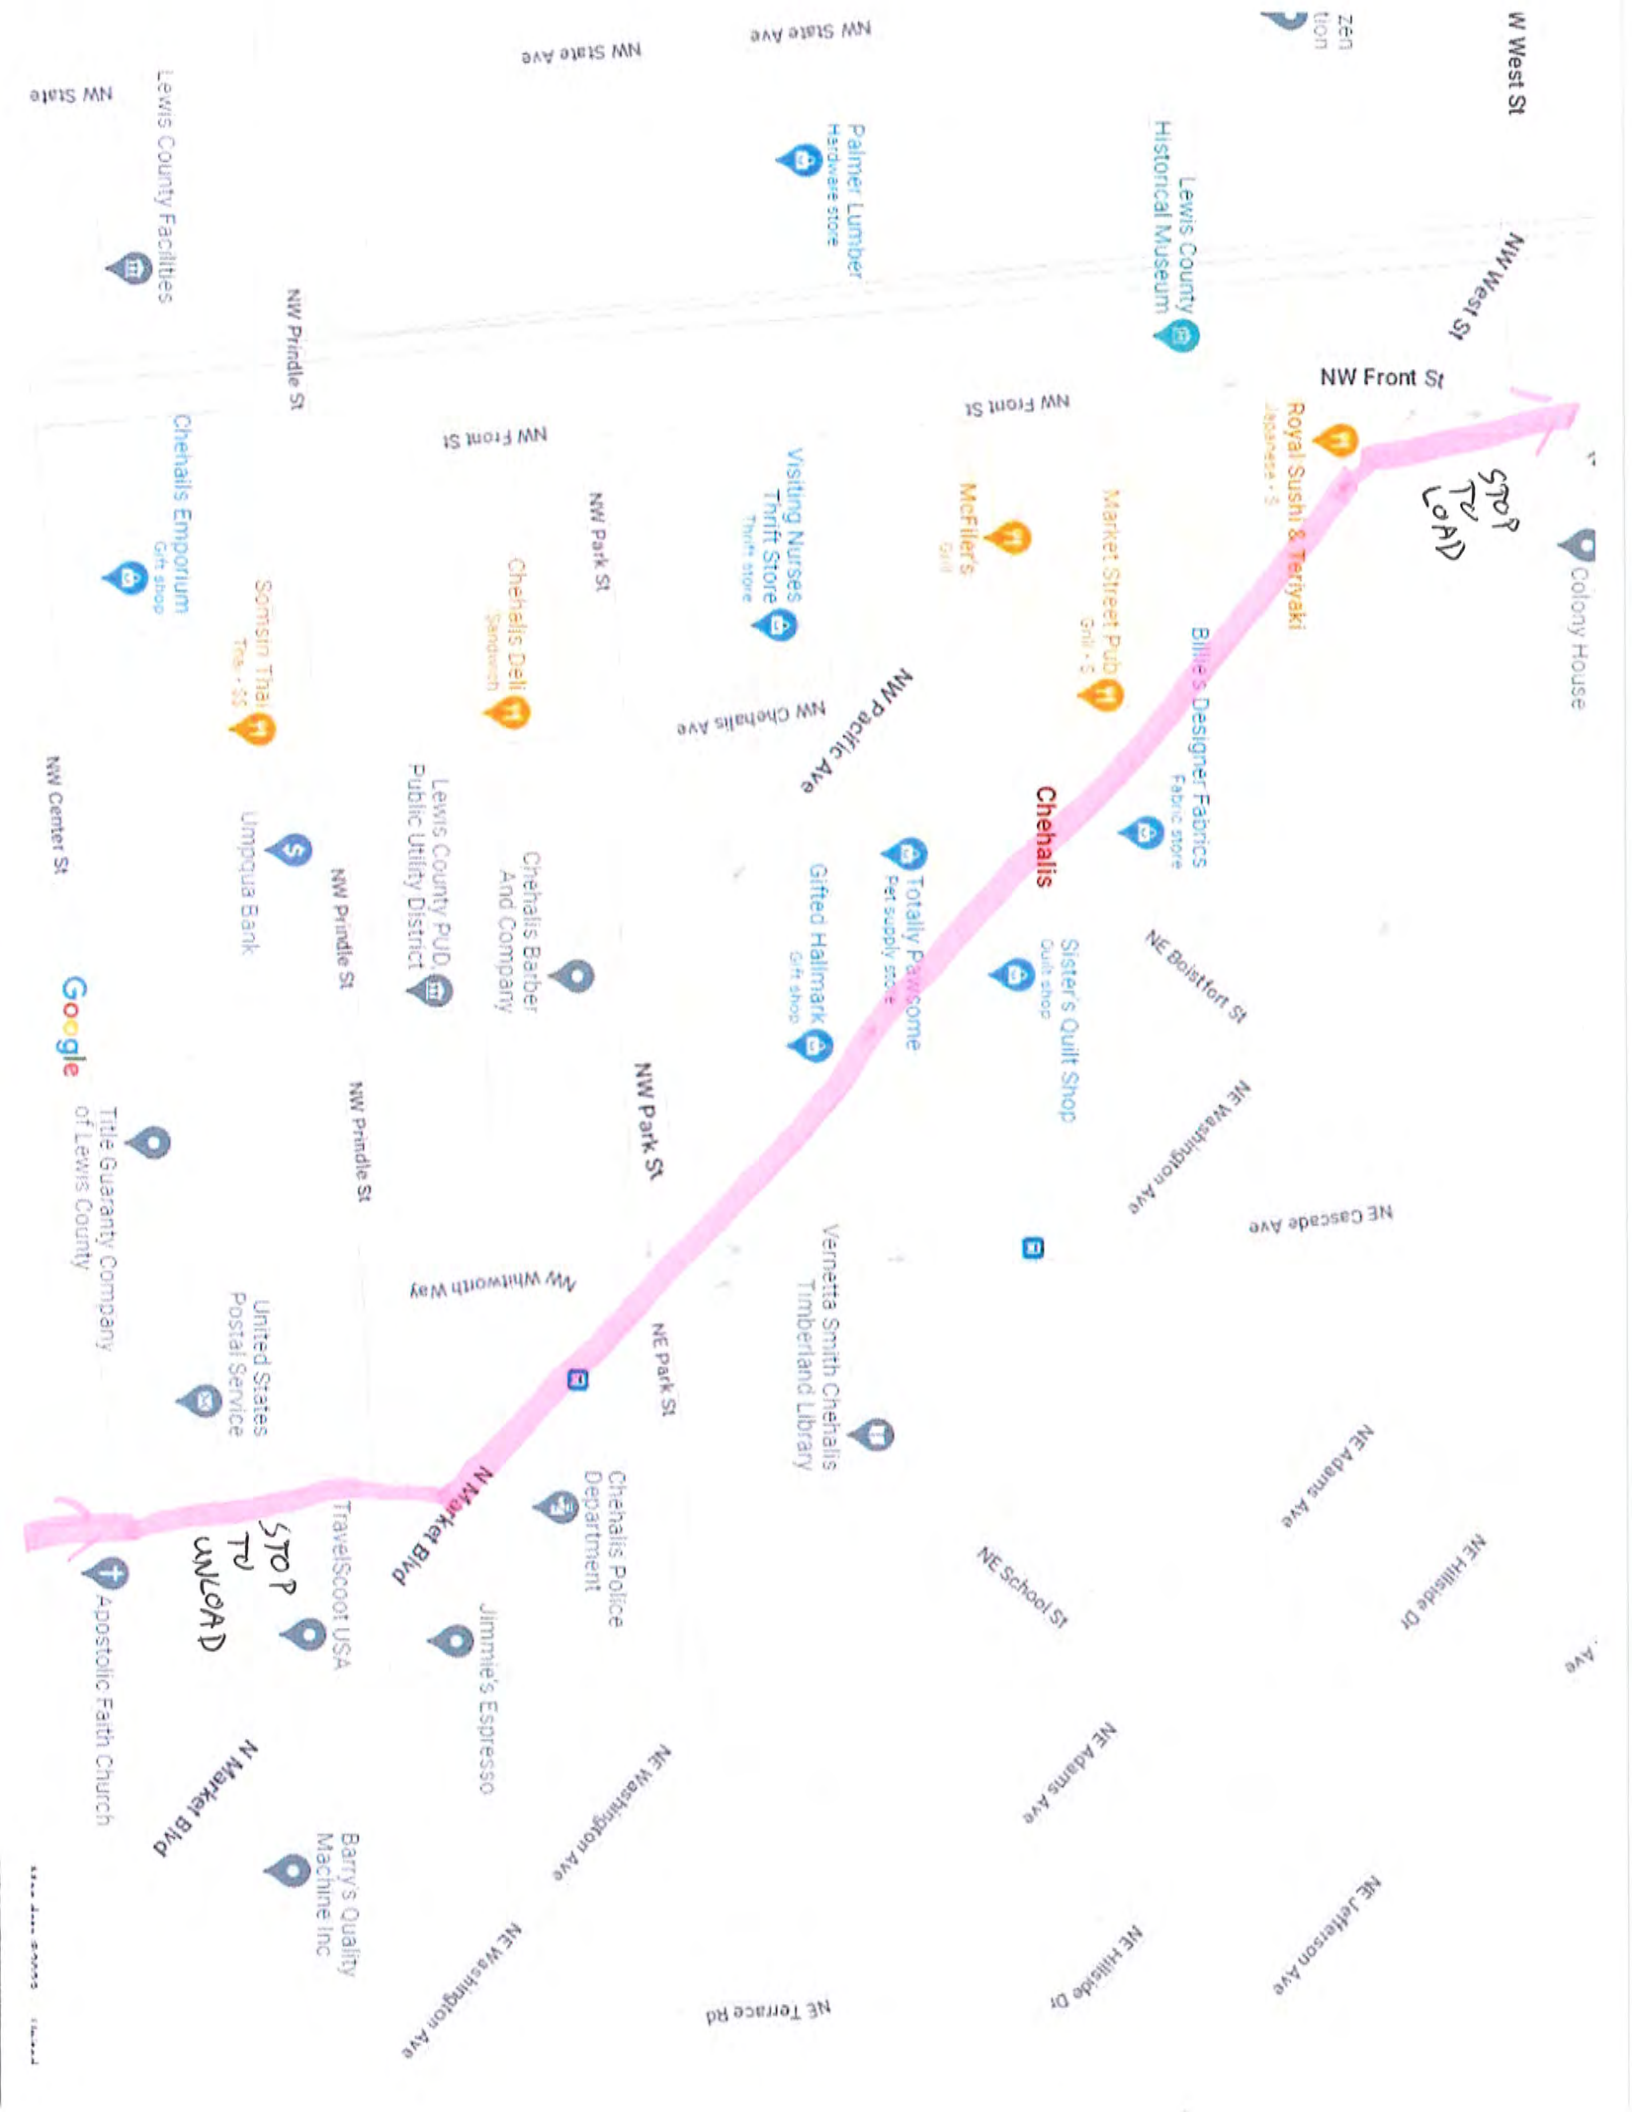 W West St
zen
tion
NW State Ave
NW State Ave
NW State
Lewis County Facilities
Palmer Lumber
Hardware store
Lewis County
Historical Museum
NW West St
NW Front St
NW Prindle St
NW Front St
NW Front St
Royal Sushi & Teriyaki
Japanese · $
STOP
TO
LOAD
Colony House
Chehalis Emporium
Gift shop
NW Park St
Visiting Nurses
Thrift Store
Thrift store
McFiler's
Grill
Market Street Pub
Grill · $
Billie's Designer Fabrics
Fabric store
Somsiri Thai
Thai · $$
Chehalis Deli
Sandwich
NW Chehalis Ave
NW Pacific Ave
Chehalis
NW Center St
Umpqua Bank
NW Prindle St
Lewis County PUD,
Public Utility District
Chehalis Barber
And Company
Gifted Hallmark
Gift shop
Totally Pawsome
Pet supply store
Sister's Quilt Shop
Quilt shop
NE Boistfort St
Google
NW Prindle St
NW Park St
NE Washington Ave
NE Cascade Ave
Title Guaranty Company
of Lewis County
United States
Postal Service
NW Whitworth Way
NE Park St
Vernetta Smith Chehalis
Timberland Library
NE Adams Ave
N Market Blvd
Chehalis Police
Department
TravelScoot USA
STOP
TO
UNLOAD
Apostolic Faith Church
Jimmie's Espresso
NE School St
NE Hillside Dr
Ave
N Market Blvd
NE Washington Ave
NE Adams Ave
Barry's Quality
Machine Inc
NE Washington Ave
NE Terrace Rd
NE Hillside Dr
NE Jefferson Ave